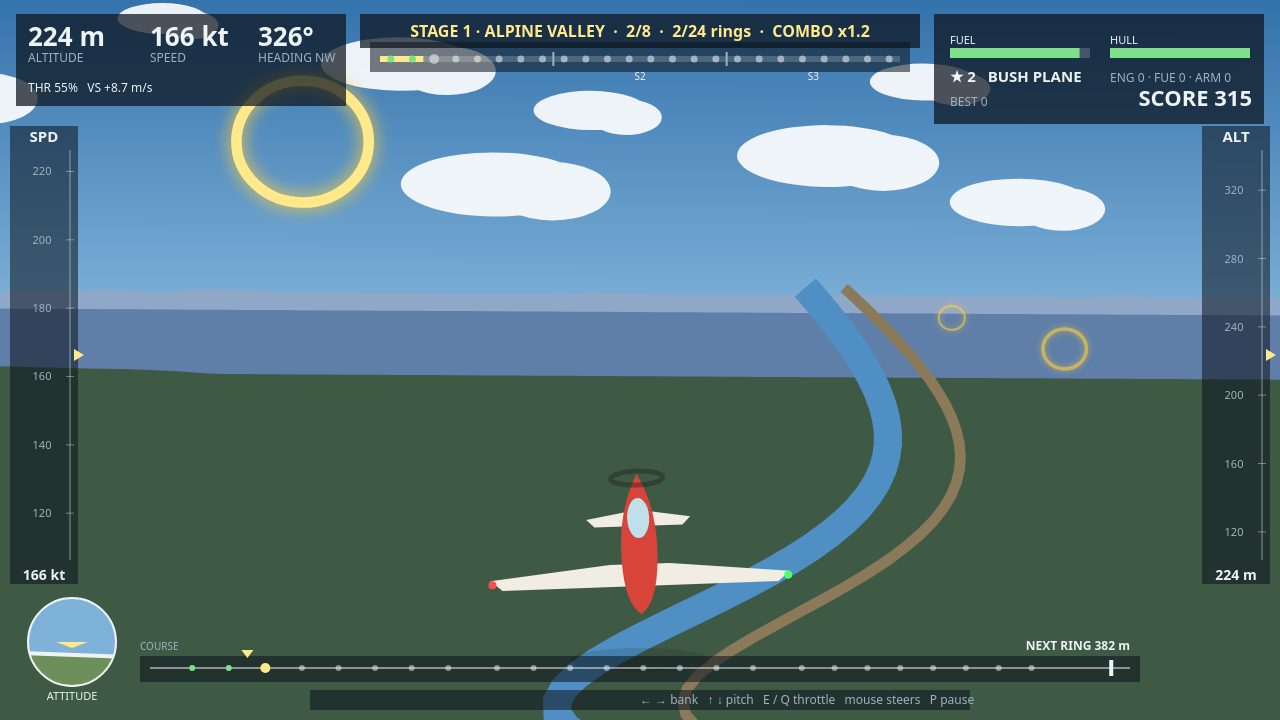 224 m 166 kt 326°
ALTITUDE SPEED HEADING NW
THR 55% VS +8.7 m/s
STAGE 1 · ALPINE VALLEY · 2/8 · 2/24 rings · COMBO x1.2
S2 S3
FUEL HULL
★ 2 BUSH PLANE ENG 0 · FUE 0 · ARM 0
BEST 0 SCORE 315
SPD
220
200
180
160
140
120
166 kt
ALT
320
280
240
200
160
120
224 m
ATTITUDE
COURSE NEXT RING 382 m
← → bank ↑ ↓ pitch E / Q throttle mouse steers P pause